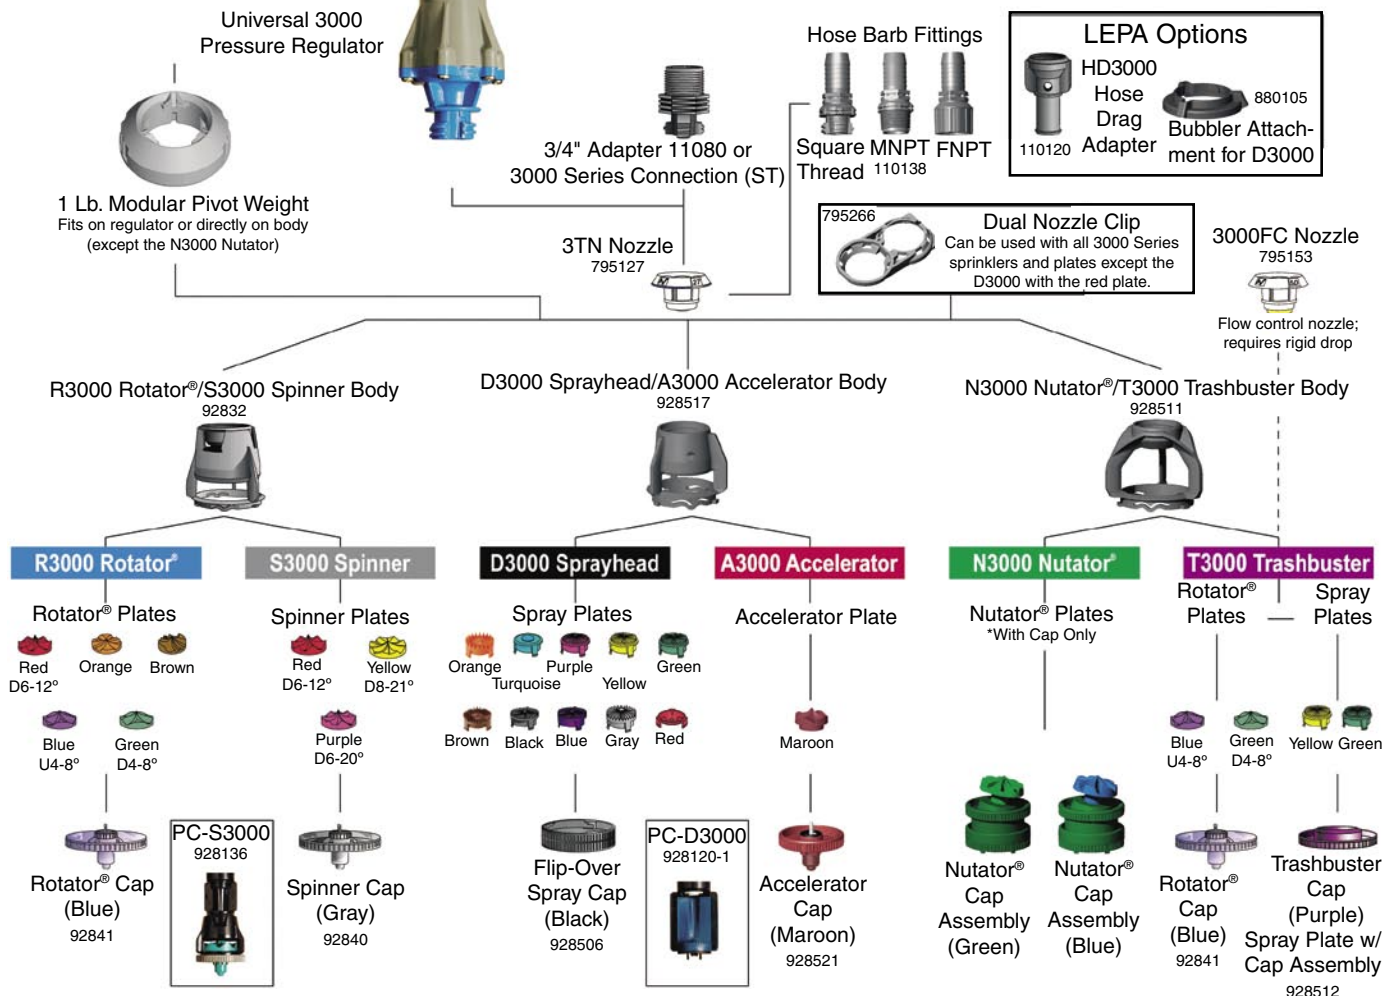 Universal 3000
Pressure Regulator
1 Lb. Modular Pivot Weight
Fits on regulator or directly on body
(except the N3000 Nutator)
3/4" Adapter 11080 or
3000 Series Connection (ST)
Hose Barb Fittings
Square
Thread
MNPT
110138
FNPT
LEPA Options
HD3000
Hose
Drag
Adapter
110120
880105
Bubbler Attach-
ment for D3000
3TN Nozzle
795127
795266
Dual Nozzle Clip
Can be used with all 3000 Series
sprinklers and plates except the
D3000 with the red plate.
3000FC Nozzle
795153
Flow control nozzle;
requires rigid drop
R3000 Rotator®/S3000 Spinner Body
92832
D3000 Sprayhead/A3000 Accelerator Body
928517
N3000 Nutator®/T3000 Trashbuster Body
928511
R3000 Rotator®
S3000 Spinner
D3000 Sprayhead
A3000 Accelerator
N3000 Nutator®
T3000 Trashbuster
Rotator® Plates
Red
D6-12º
Orange
Brown
Blue
U4-8º
Green
D4-8º
Rotator® Cap
(Blue)
92841
PC-S3000
928136
Spinner Plates
Red
D6-12º
Yellow
D8-21º
Purple
D6-20º
Spinner Cap
(Gray)
92840
Spray Plates
Orange
Turquoise
Purple
Yellow
Green
Brown
Black
Blue
Gray
Red
Flip-Over
Spray Cap
(Black)
928506
PC-D3000
928120-1
Accelerator Plate
Maroon
Accelerator
Cap
(Maroon)
928521
Nutator® Plates
*With Cap Only
Nutator®
Cap
Assembly
(Green)
Nutator®
Cap
Assembly
(Blue)
Rotator®
Plates
Spray
Plates
Blue
U4-8º
Green
D4-8º
Yellow
Green
Rotator®
Cap
(Blue)
92841
Trashbuster
Cap
(Purple)
Spray Plate w/
Cap Assembly
928512